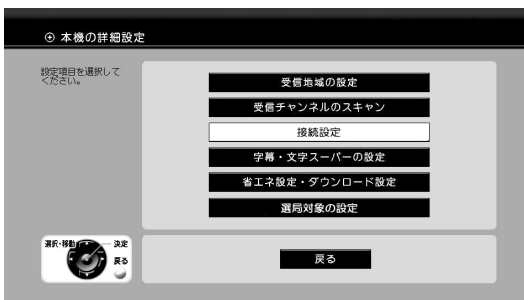 本機の詳細設定
設定項目を選択して
ください。
受信地域の設定
受信チャンネルのスキャン
接続設定
字幕・文字スーパーの設定
省エネ設定・ダウンロード設定
選局対象の設定
選択・移動
決定
戻る
戻る